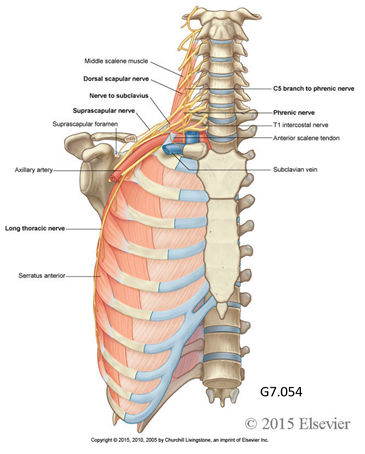 Middle scalene muscle
Dorsal scapular nerve
C5 branch to phrenic nerve
Nerve to subclavius
Suprascapular nerve
Phrenic nerve
Suprascapular foramen
T1 intercostal nerve
Anterior scalene tendon
Axillary artery
Subclavian vein
Long thoracic nerve
Serratus anterior
G7.054
© 2015 Elsevier
Copyright © 2015, 2010, 2005 by Churchill Livingstone, an imprint of Elsevier Inc.